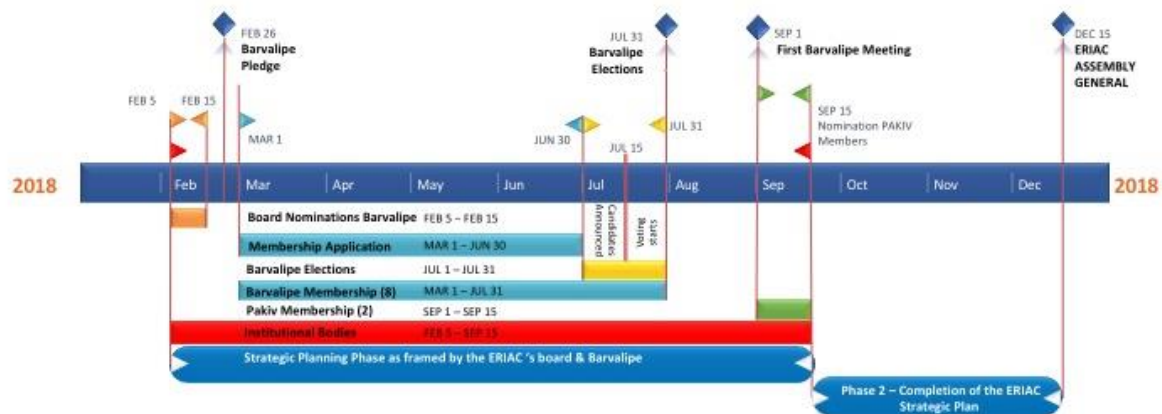 FEB 26
Barvalipe
Pledge
JUL 31
Barvalipe
Elections
SEP 1
First Barvalipe Meeting
DEC 15
ERIAC
ASSEMBLY
GENERAL
FEB 5
FEB 15
MAR 1
JUN 30
JUL 15
JUL 31
SEP 15
Nomination PAKIV
Members
2018
Feb
Mar
Apr
May
Jun
Jul
Aug
Sep
Oct
Nov
Dec
2018
Board Nominations Barvalipe FEB 5 – FEB 15
Candidates
Announced
Voting
starts
Membership Application MAR 1 – JUN 30
Barvalipe Elections JUL 1 – JUL 31
Barvalipe Membership (8) MAR 1 – JUL 31
Pakiv Membership (2) SEP 1 – SEP 15
Institutional Bodies FEB 5 – SEP 15
Strategic Planning Phase as framed by the ERIAC 's board & Barvalipe
Phase 2 – Completion of the ERIAC
Strategic Plan